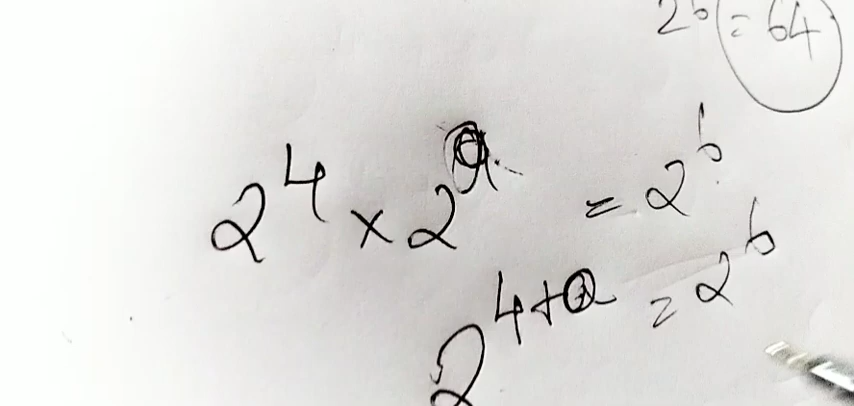 2⁶ = 64
2⁴ × 2ᵃ = 2⁶
2⁴⁺ᵃ = 2⁶